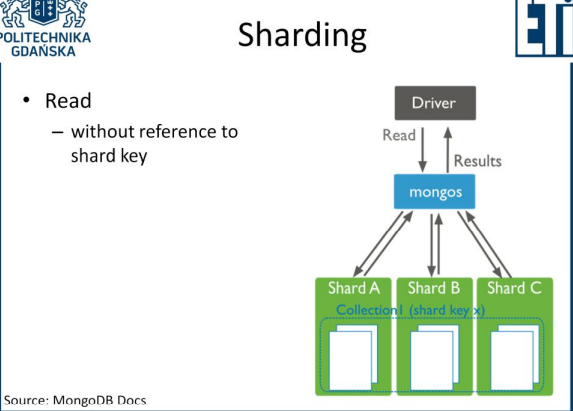 POLITECHNIKA
GDAŃSKA
Sharding
• Read
– without reference to
shard key
Driver
Read
Results
mongos
Shard A
Shard B
Shard C
Collection1 (shard key x)
Source: MongoDB Docs